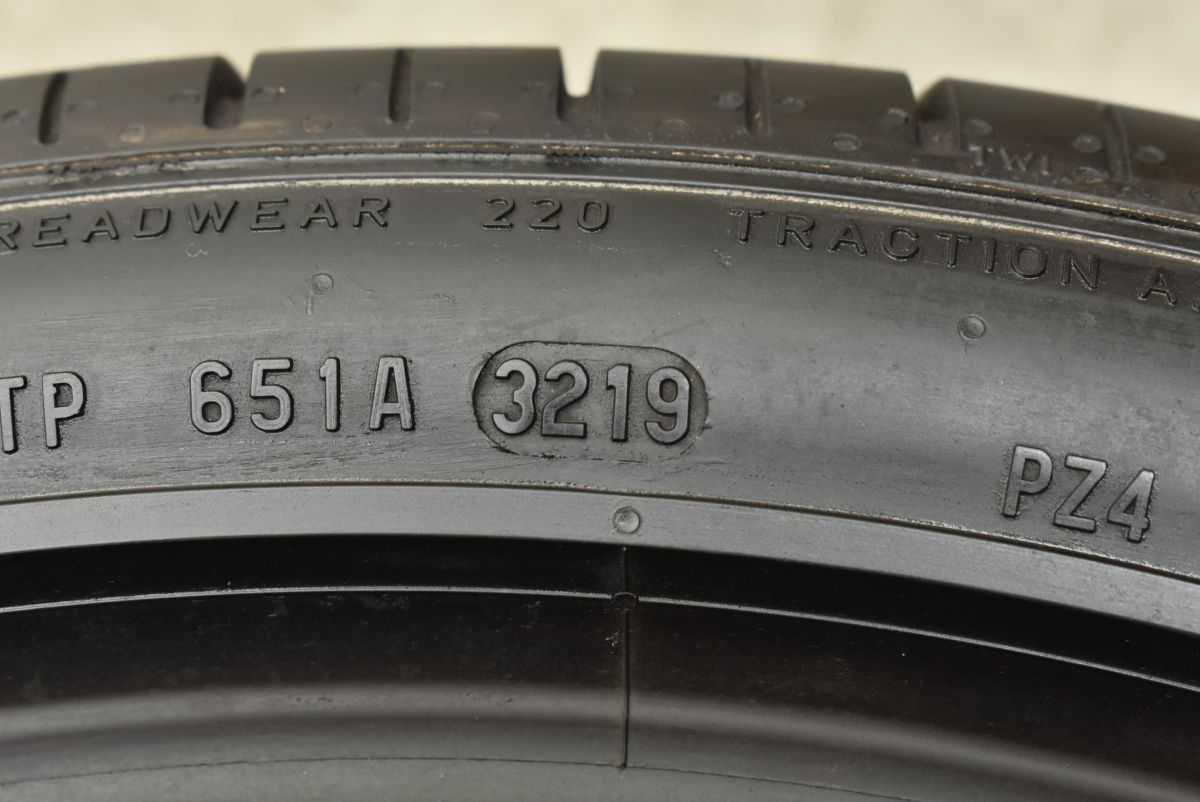 TWI
READWEAR 220 TRACTION A
TP 651A 3219
PZ4